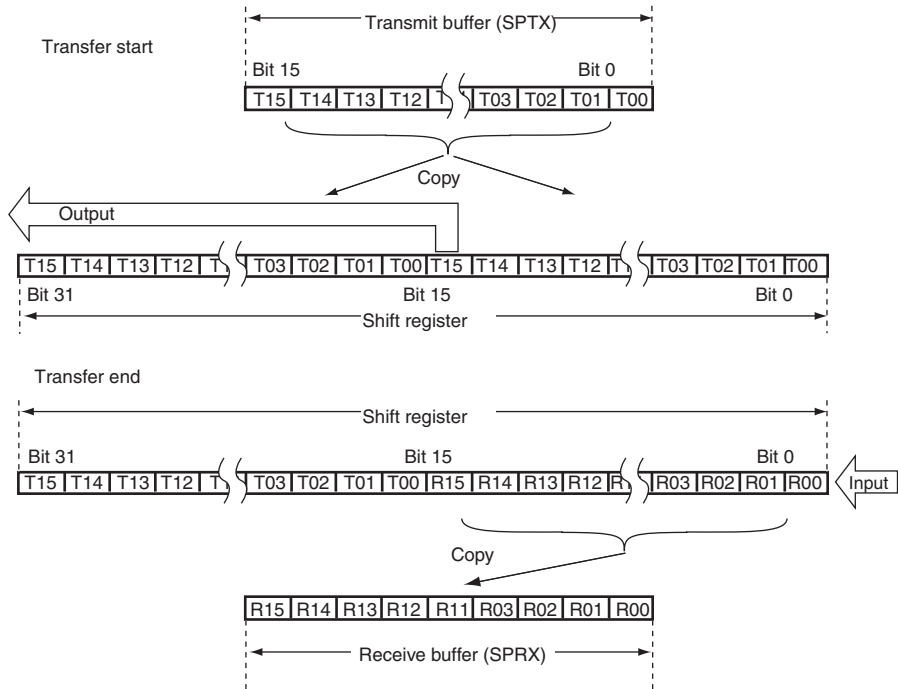 Transmit buffer (SPTX)
Transfer start
Bit 15 Bit 0
T15 T14 T13 T12 T03 T02 T01 T00
Copy
Output
T15 T14 T13 T12 T03 T02 T01 T00 T15 T14 T13 T12 T03 T02 T01 T00
Bit 31 Bit 15 Bit 0
Shift register
Transfer end
Shift register
Bit 31 Bit 15 Bit 0
T15 T14 T13 T12 T03 T02 T01 T00 R15 R14 R13 R12 R03 R02 R01 R00
Input
Copy
R15 R14 R13 R12 R11 R03 R02 R01 R00
Receive buffer (SPRX)